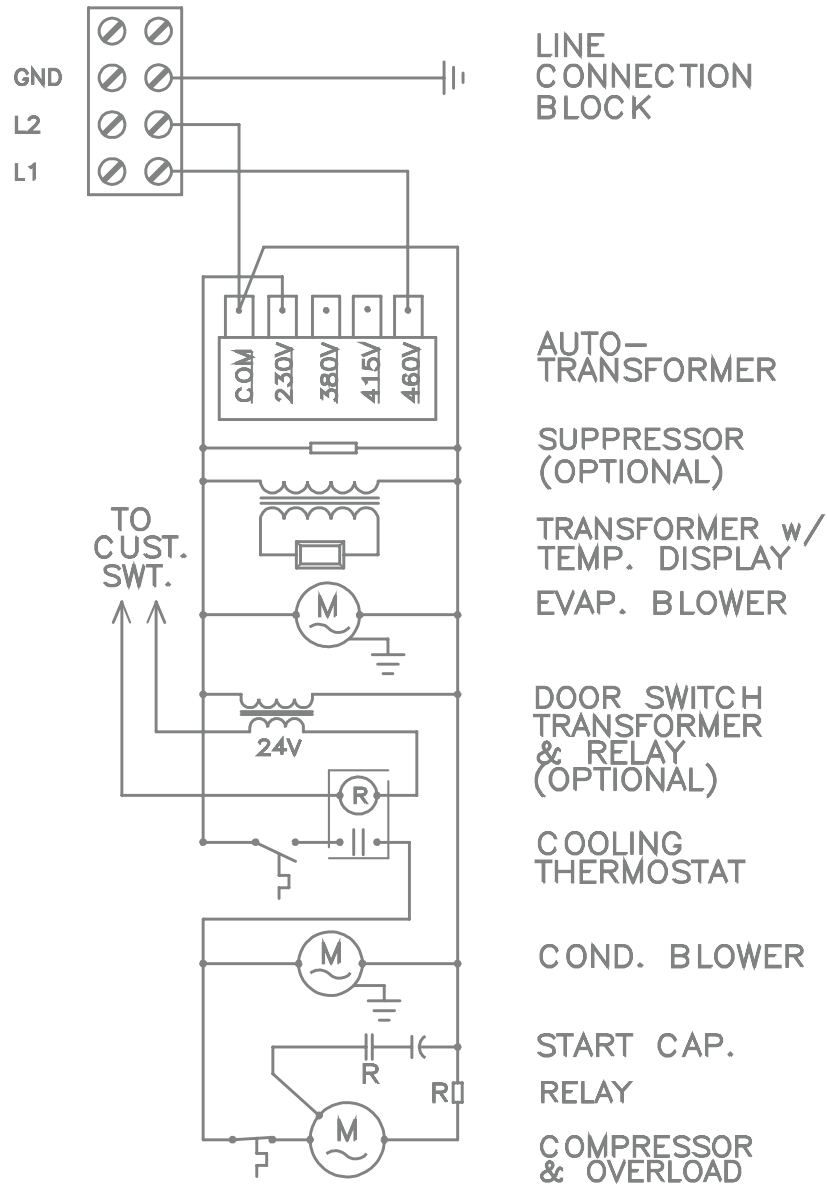 LINE
CONNECTION
BLOCK
GND
L2
L1
COM
230V
380V
415V
460V
AUTO-
TRANSFORMER
SUPPRESSOR
(OPTIONAL)
TRANSFORMER w/
TEMP. DISPLAY
TO
CUST.
SWT.
EVAP. BLOWER
M
DOOR SWITCH
TRANSFORMER
& RELAY
(OPTIONAL)
24V
R
COOLING
THERMOSTAT
M
COND. BLOWER
START CAP.
R
R
RELAY
M
COMPRESSOR
& OVERLOAD